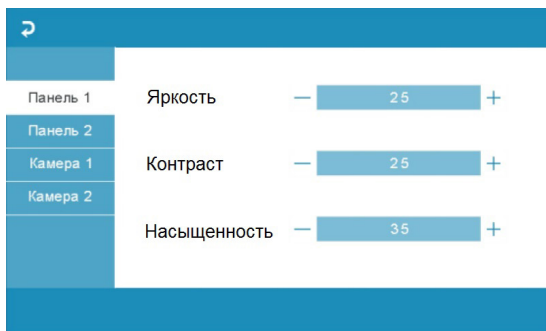 Панель 1
Яркость — 25 +
Панель 2
Камера 1
Контраст — 25 +
Камера 2
Насыщенность — 35 +